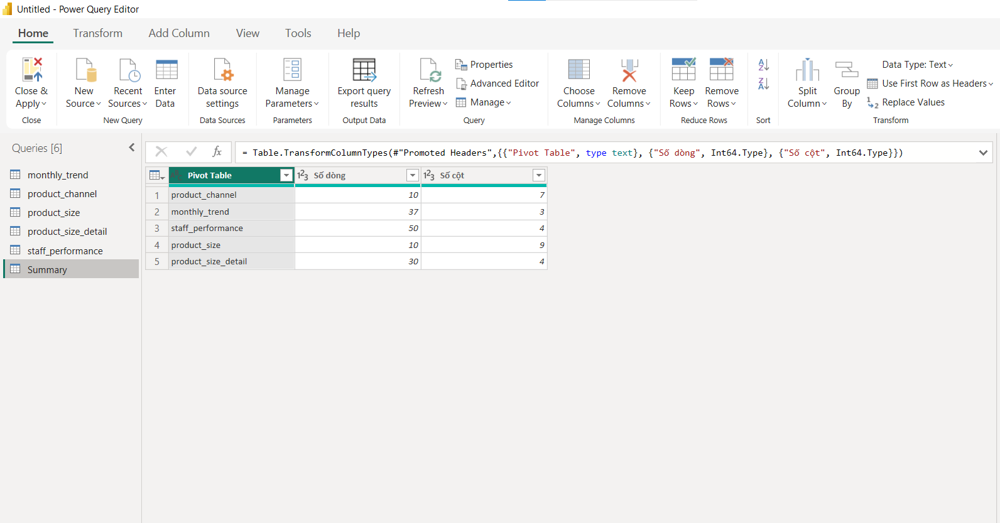 Untitled - Power Query Editor
Home Transform Add Column View Tools Help
Close & Apply
Close
New Source
Recent Sources
Enter Data
New Query
Data source settings
Data Sources
Manage Parameters
Parameters
Export query results
Output Data
Refresh Preview
Properties
Advanced Editor
Manage
Query
Choose Columns
Remove Columns
Manage Columns
Keep Rows
Remove Rows
Reduce Rows
Sort
Split Column
Group By
Data Type: Text
Use First Row as Headers
Replace Values
Transform
Queries [6]
monthly_trend
product_channel
product_size
product_size_detail
staff_performance
Summary
fx = Table.TransformColumnTypes(#"Promoted Headers",{{"Pivot Table", type text}, {"Số dòng", Int64.Type}, {"Số cột", Int64.Type}})
Pivot Table 123 Số dòng 123 Số cột
1 product_channel 10 7
2 monthly_trend 37 3
3 staff_performance 50 4
4 product_size 10 9
5 product_size_detail 30 4